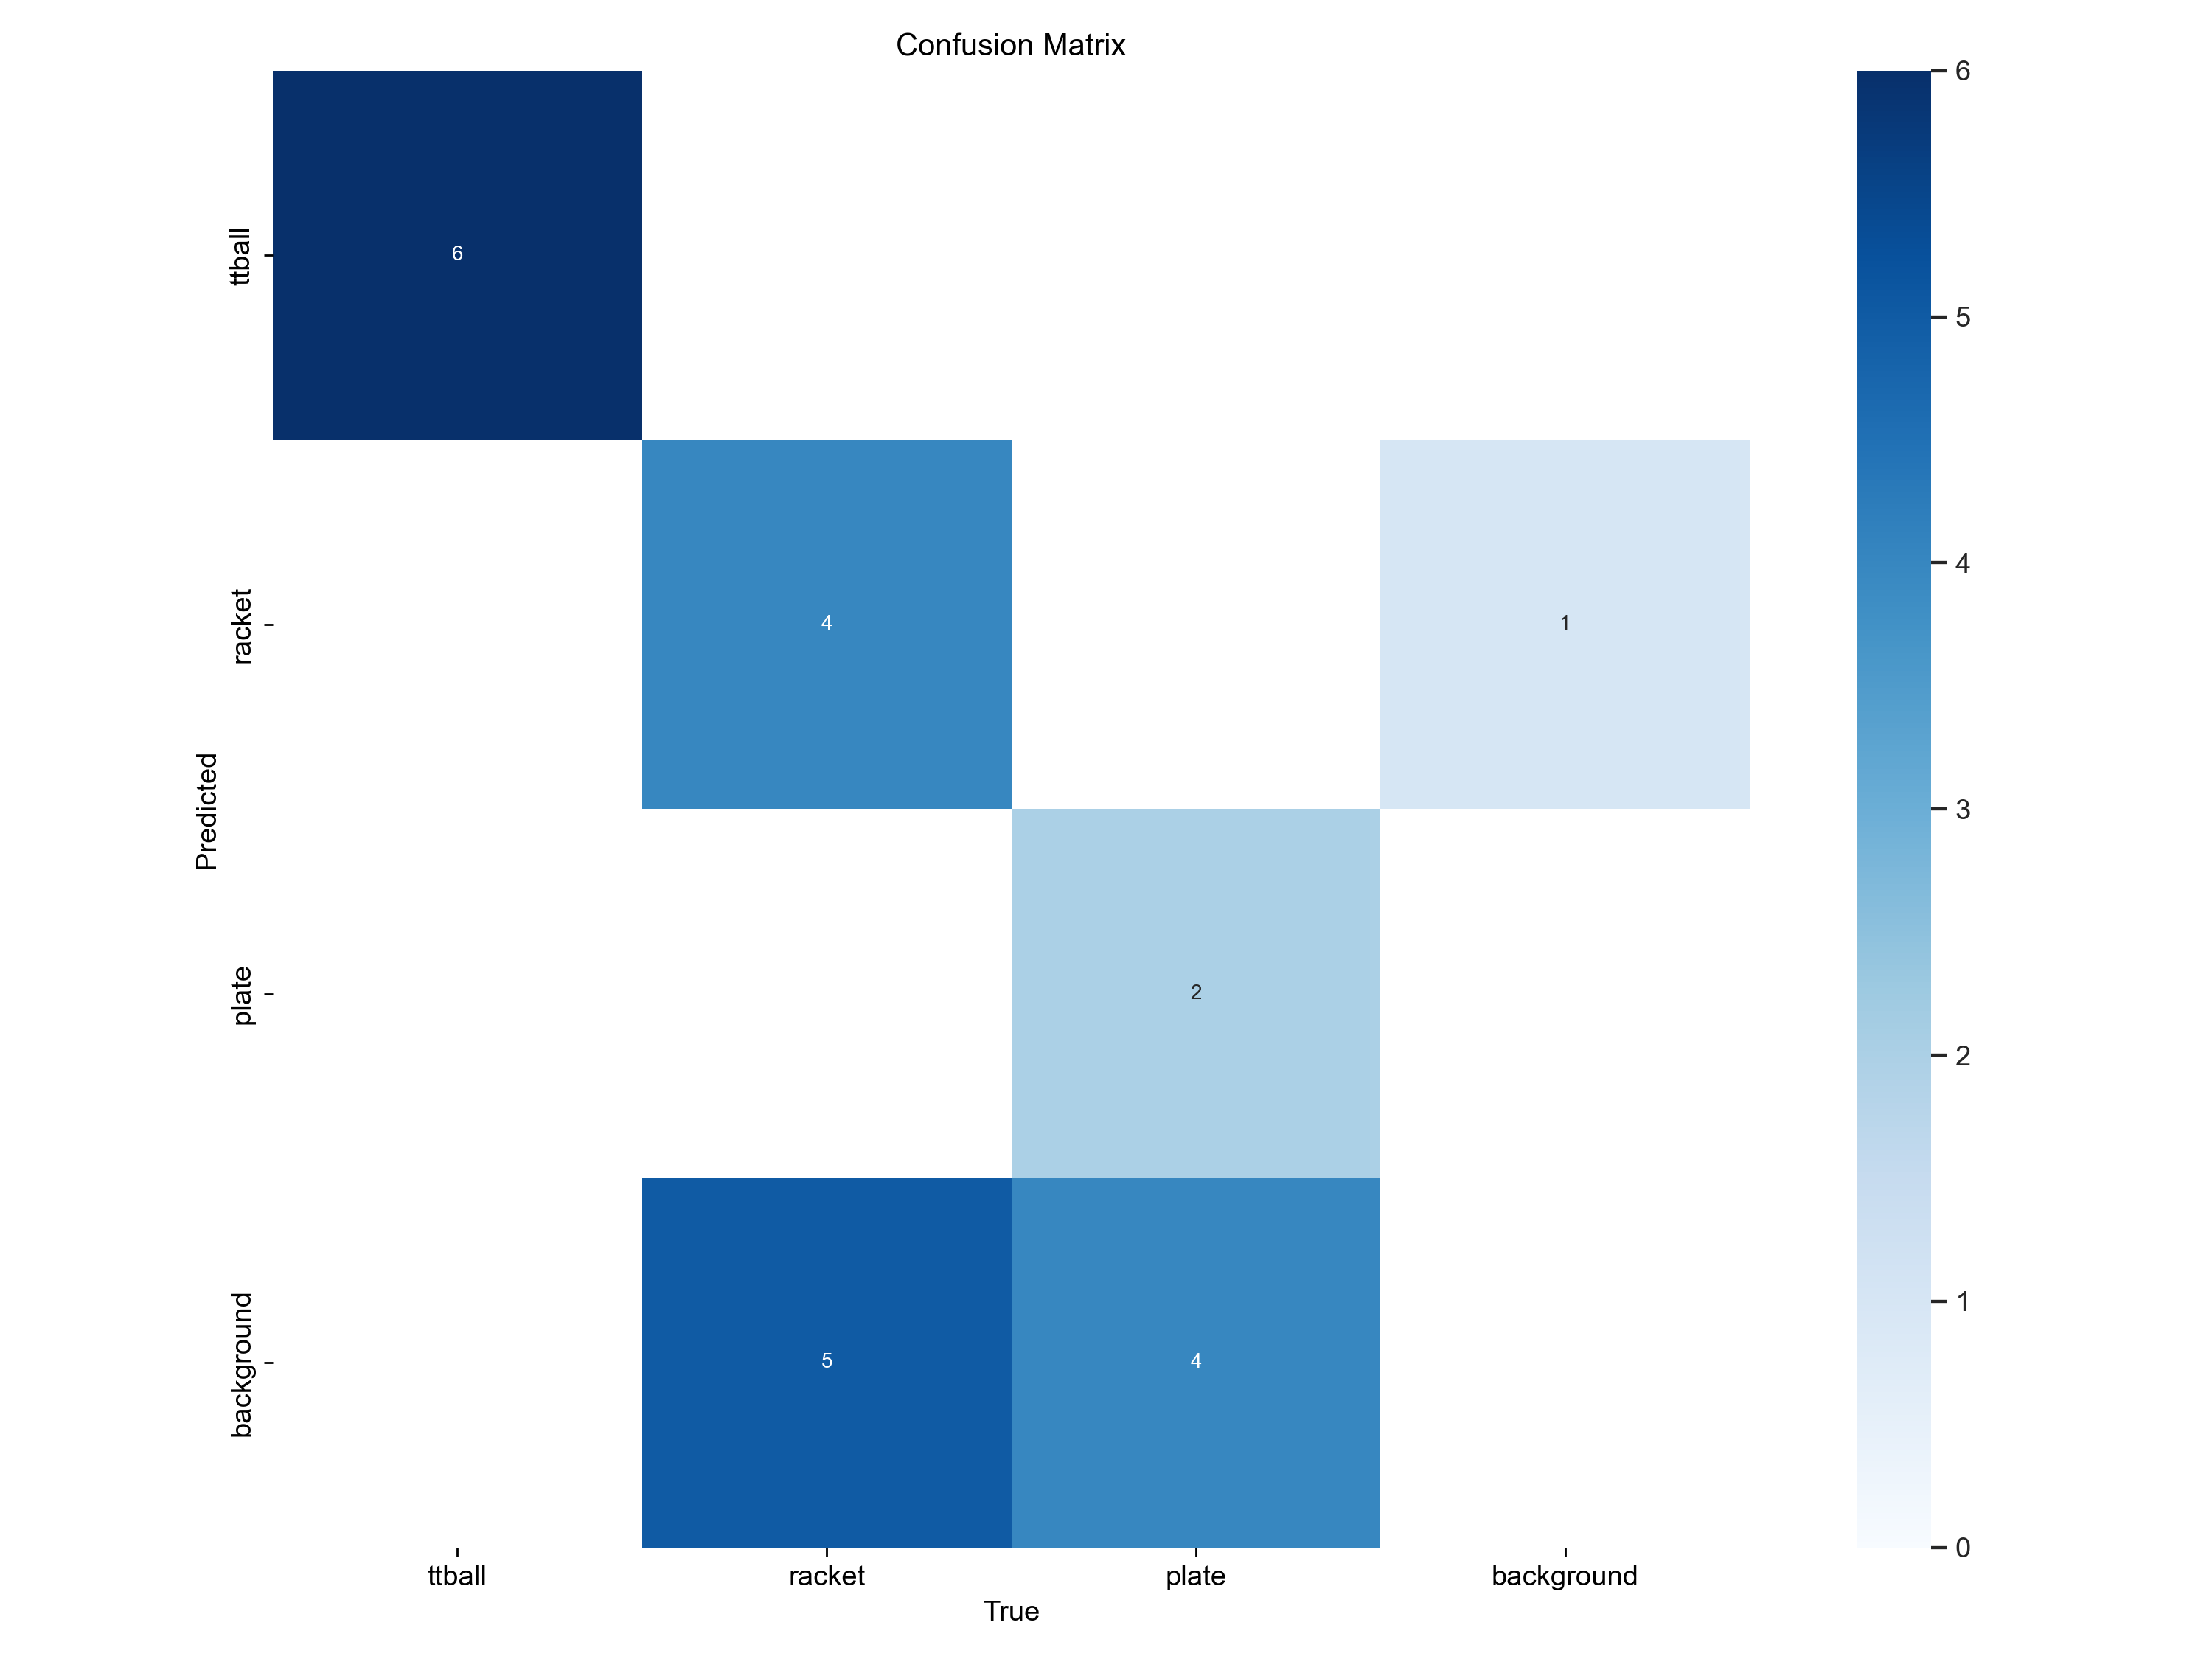 Confusion Matrix
6
5
4
3
2
1
0
ttball
racket
plate
background
Predicted
6
4
1
2
5
4
ttball
racket
plate
background
True